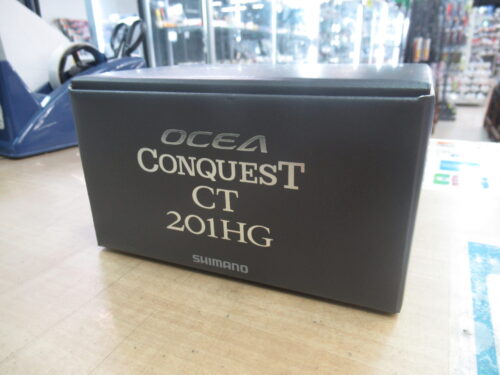 OCEA
CONQUEST
CT
201HG
SHIMANO